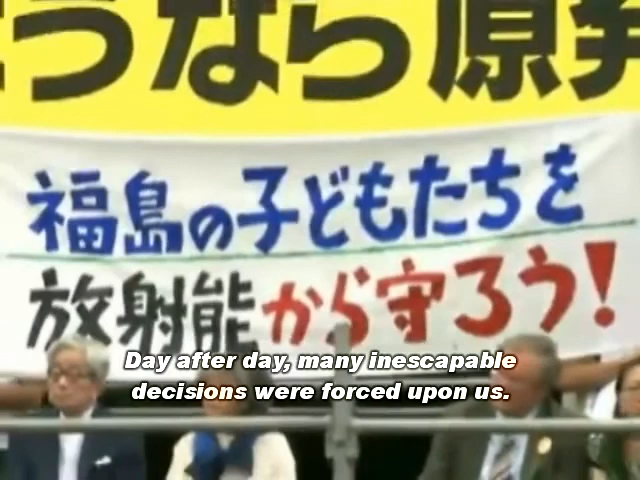 うなら原発
福島の子どもたちを
放射能から守ろう!
Day after day, many inescapable
decisions were forced upon us.